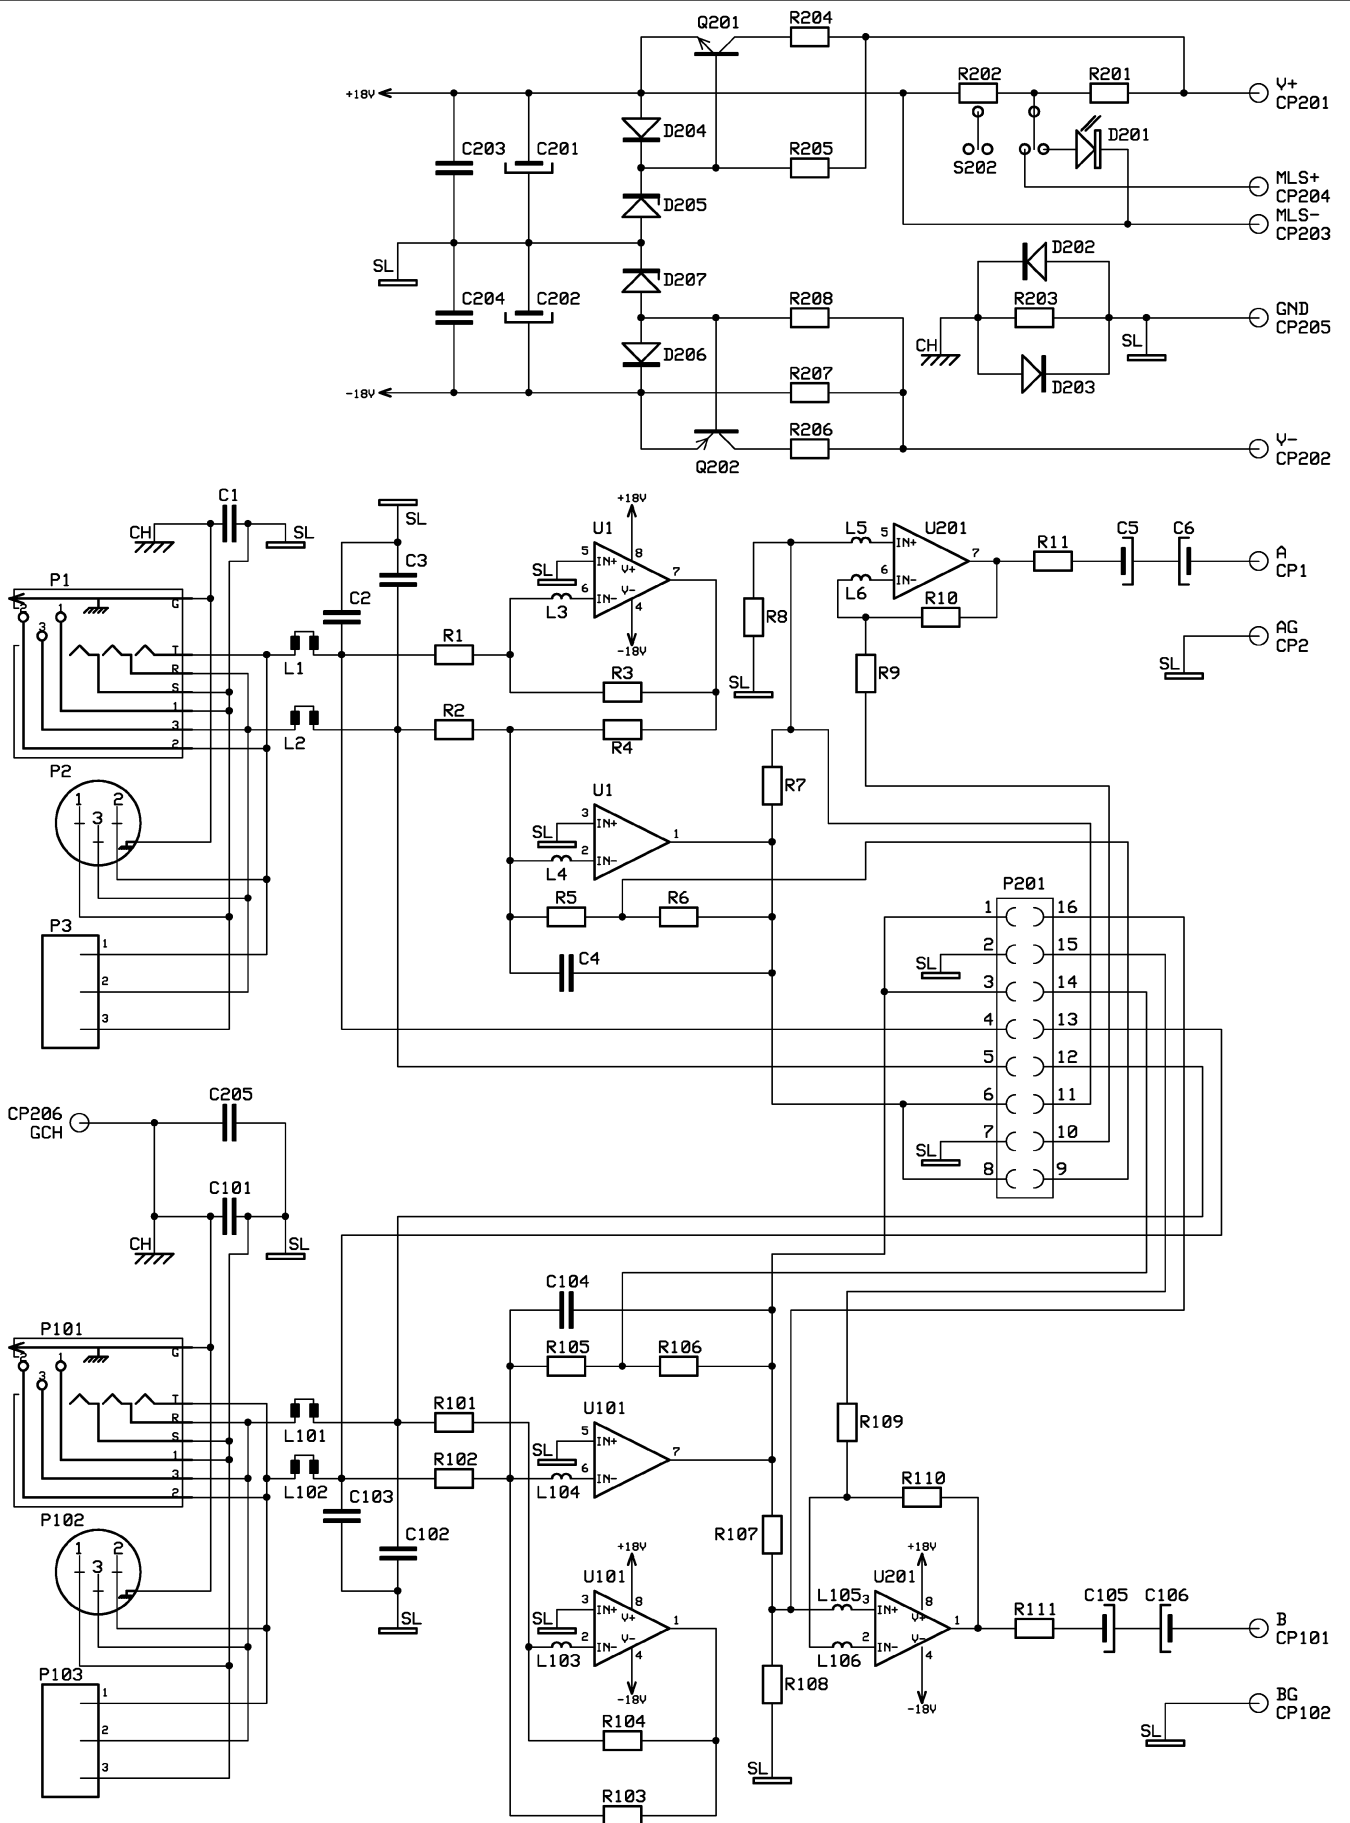 Q201 R204
+18V R202 R201 V+ CP201
C203 C201 D204 R205 S202 D201
MLS+ CP204
D205
MLS- CP203
SL D207 D202
C204 C202 R208 R203 GND CP205
CH SL
D206 R207 D203
-18V
R206 V- CP202
Q202
C1 CH SL
SL
C3
C2
U1 +18V
5 IN+ 8 V+ 7
SL 6 IN- V- 4
L3 -18V
L5 5 IN+ U201 7
6 IN-
L6 R10
R11 C5 C6 A CP1
AG CP2
SL
P1
G
2 1 3
T
R
S
1
3
2
L1 R1 R3
L2 R2 R4
R8
SL
R9
R7
P2
1 2
3
U1
3 IN+ 1
SL 2 IN-
L4
R5 R6
C4
P3
1
2
3
P201
1 16
2 15
SL
3 14
4 13
5 12
6 11
7 10
SL
8 9
CP206 GCH
C205
C101
CH SL
P101
G
2 1 3
T
R
S
1
3
2
C104
R105 R106
L101 R101
L102 R102
U101
5 IN+ 7
SL 6 IN-
L104
R109
R110
C103
C102
SL
R107
P102
1 2
3
U101 +18V
3 IN+ 8 V+ 1
SL 2 IN- V- 4
L103 -18V
R104
R103
L105 3 IN+ U201 +18V
8 V+ 1
2 IN- V- 4
L106 -18V
R108
SL
R111 C105 C106 B CP101
BG CP102
SL
P103
1
2
3